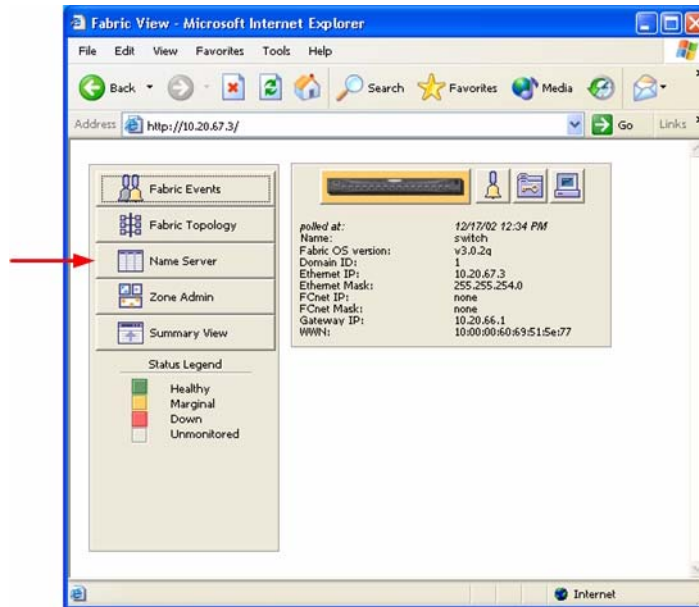 Fabric View - Microsoft Internet Explorer
File Edit View Favorites Tools Help
Back Search Favorites Media
Address http://10.20.67.3/ Go Links
Fabric Events
Fabric Topology
Name Server
Zone Admin
Summary View
Status Legend
Healthy
Marginal
Down
Unmonitored
polled at: 12/17/02 12:34 PM
Name: switch
Fabric OS version: v3.0.2q
Domain ID: 1
Ethernet IP: 10.20.67.3
Ethernet Mask: 255.255.254.0
FCnet IP: none
FCnet Mask: none
Gateway IP: 10.20.66.1
WWN: 10:00:00:60:69:51:5e:77
Internet